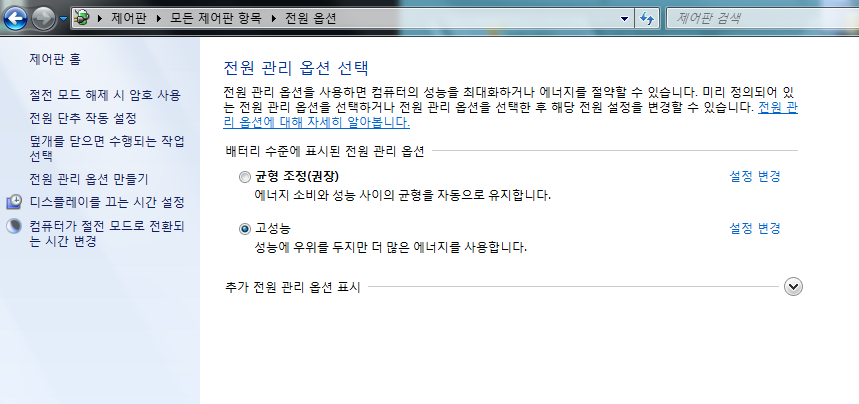 제어판 ▸ 모든 제어판 항목 ▸ 전원 옵션
제어판 검색
제어판 홈
절전 모드 해제 시 암호 사용
전원 단추 작동 설정
덮개를 닫으면 수행되는 작업
선택
전원 관리 옵션 만들기
디스플레이를 끄는 시간 설정
컴퓨터가 절전 모드로 전환되
는 시간 변경
전원 관리 옵션 선택
전원 관리 옵션을 사용하면 컴퓨터의 성능을 최대화하거나 에너지를 절약할 수 있습니다. 미리 정의되어 있
는 전원 관리 옵션을 선택하거나 전원 관리 옵션을 선택한 후 해당 전원 설정을 변경할 수 있습니다. 전원 관
리 옵션에 대해 자세히 알아봅니다.
배터리 수준에 표시된 전원 관리 옵션
균형 조정(권장) 설정 변경
에너지 소비와 성능 사이의 균형을 자동으로 유지합니다.
고성능 설정 변경
성능에 우위를 두지만 더 많은 에너지를 사용합니다.
추가 전원 관리 옵션 표시